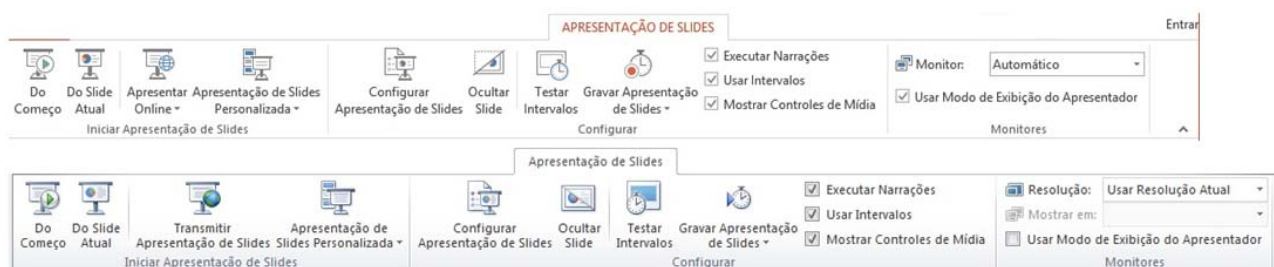 APRESENTAÇÃO DE SLIDES
Entrar
Do Começo
Do Slide Atual
Apresentar Online
Apresentação de Slides Personalizada
Iniciar Apresentação de Slides
Configurar Apresentação de Slides
Ocultar Slide
Testar Intervalos
Gravar Apresentação de Slides
Executar Narrações
Usar Intervalos
Mostrar Controles de Mídia
Configurar
Monitor: Automático
Usar Modo de Exibição do Apresentador
Monitores
Apresentação de Slides
Do Começo
Do Slide Atual
Transmitir Apresentação de Slides
Apresentação de Slides Personalizada
Iniciar Apresentação de Slides
Configurar Apresentação de Slides
Ocultar Slide
Testar Intervalos
Gravar Apresentação de Slides
Executar Narrações
Usar Intervalos
Mostrar Controles de Mídia
Configurar
Resolução: Usar Resolução Atual
Mostrar em:
Usar Modo de Exibição do Apresentador
Monitores